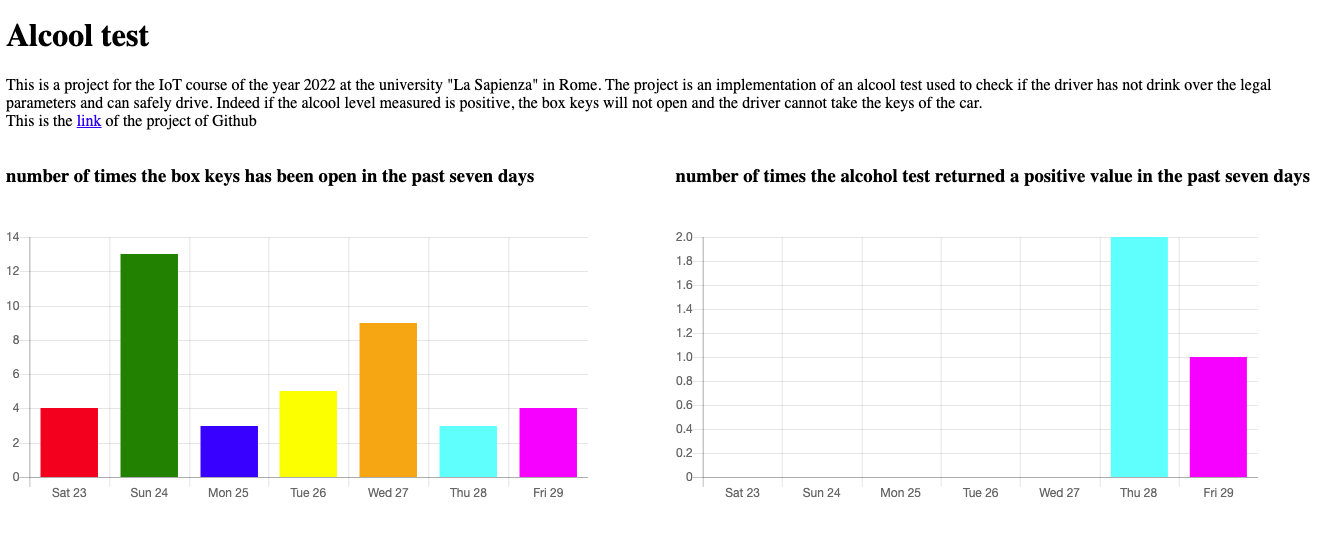 Alcool test
This is a project for the IoT course of the year 2022 at the university "La Sapienza" in Rome. The project is an implementation of an alcool test used to check if the driver has not drink over the legal
parameters and can safely drive. Indeed if the alcool level measured is positive, the box keys will not open and the driver cannot take the keys of the car.
This is the link of the project of Github
number of times the box keys has been open in the past seven days
14
12
10
8
6
4
2
0
Sat 23 Sun 24 Mon 25 Tue 26 Wed 27 Thu 28 Fri 29
number of times the alcohol test returned a positive value in the past seven days
2.0
1.8
1.6
1.4
1.2
1.0
0.8
0.6
0.4
0.2
0
Sat 23 Sun 24 Mon 25 Tue 26 Wed 27 Thu 28 Fri 29